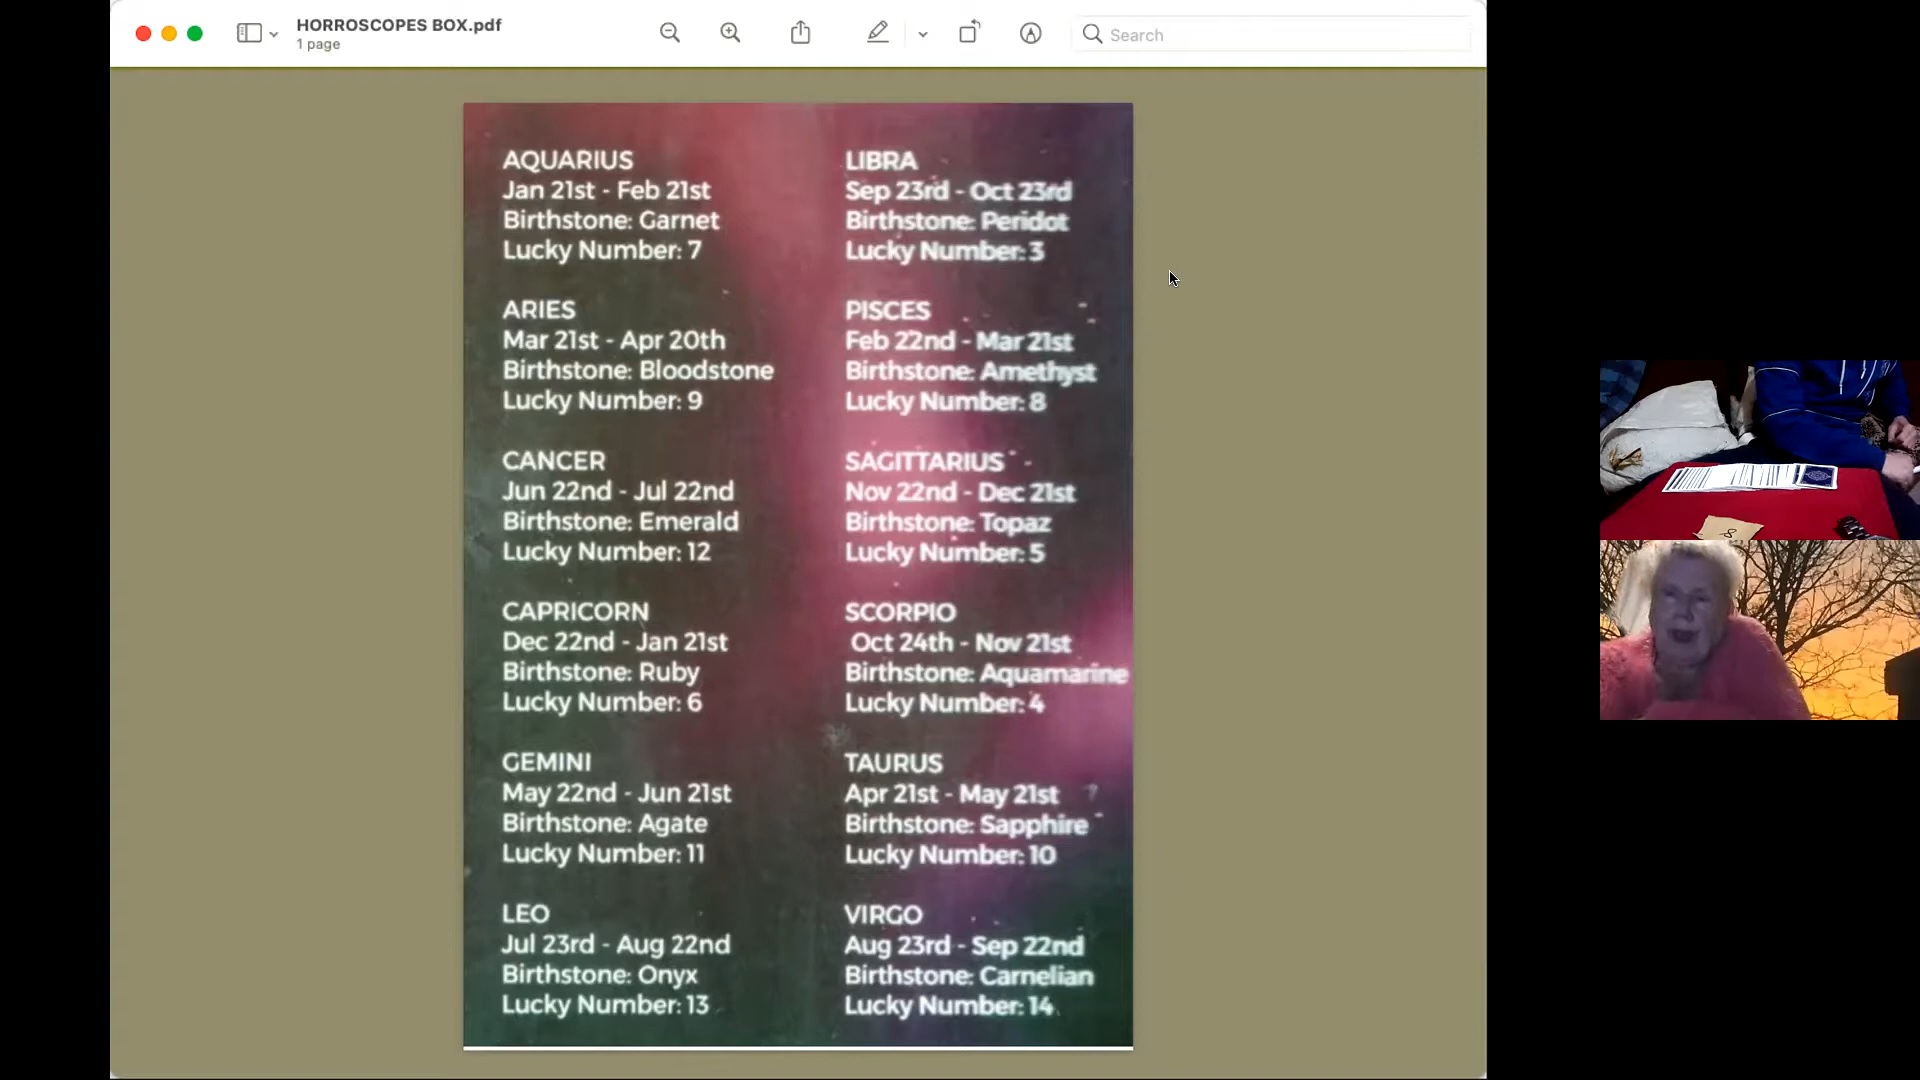 HORROSCOPES BOX.pdf
1 page
Search
AQUARIUS
Jan 21st - Feb 21st
Birthstone: Garnet
Lucky Number: 7
ARIES
Mar 21st - Apr 20th
Birthstone: Bloodstone
Lucky Number: 9
CANCER
Jun 22nd - Jul 22nd
Birthstone: Emerald
Lucky Number: 12
CAPRICORN
Dec 22nd - Jan 21st
Birthstone: Ruby
Lucky Number: 6
GEMINI
May 22nd - Jun 21st
Birthstone: Agate
Lucky Number: 11
LEO
Jul 23rd - Aug 22nd
Birthstone: Onyx
Lucky Number: 13
LIBRA
Sep 23rd - Oct 23rd
Birthstone: Peridot
Lucky Number: 3
PISCES
Feb 22nd - Mar 21st
Birthstone: Amethyst
Lucky Number: 8
SAGITTARIUS
Nov 22nd - Dec 21st
Birthstone: Topaz
Lucky Number: 5
SCORPIO
Oct 24th - Nov 21st
Birthstone: Aquamarine
Lucky Number: 4
TAURUS
Apr 21st - May 21st
Birthstone: Sapphire
Lucky Number: 10
VIRGO
Aug 23rd - Sep 22nd
Birthstone: Carnelian
Lucky Number: 14